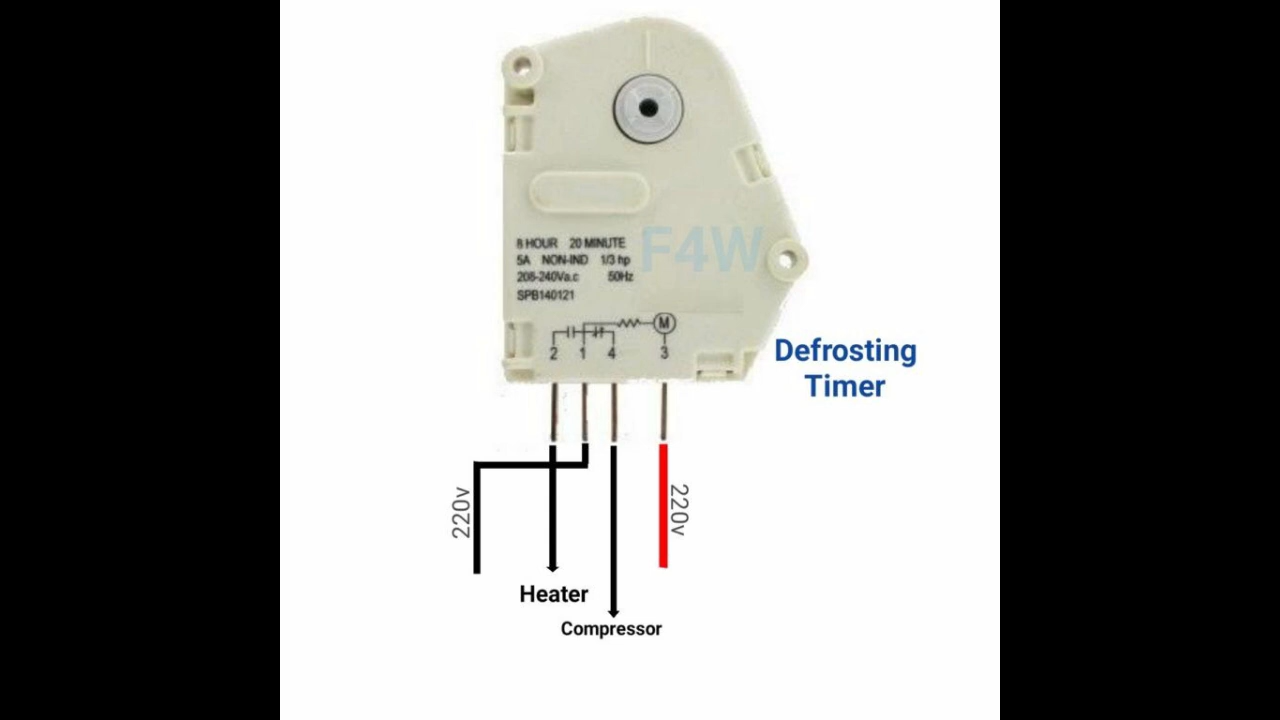 F4W
8 HOUR 20 MINUTE
5A NON-IND 1/3 hp
208-240Va.c 50Hz
SPB140121
M
2 1 4 3
Defrosting
Timer
220v
220v
Heater
Compressor